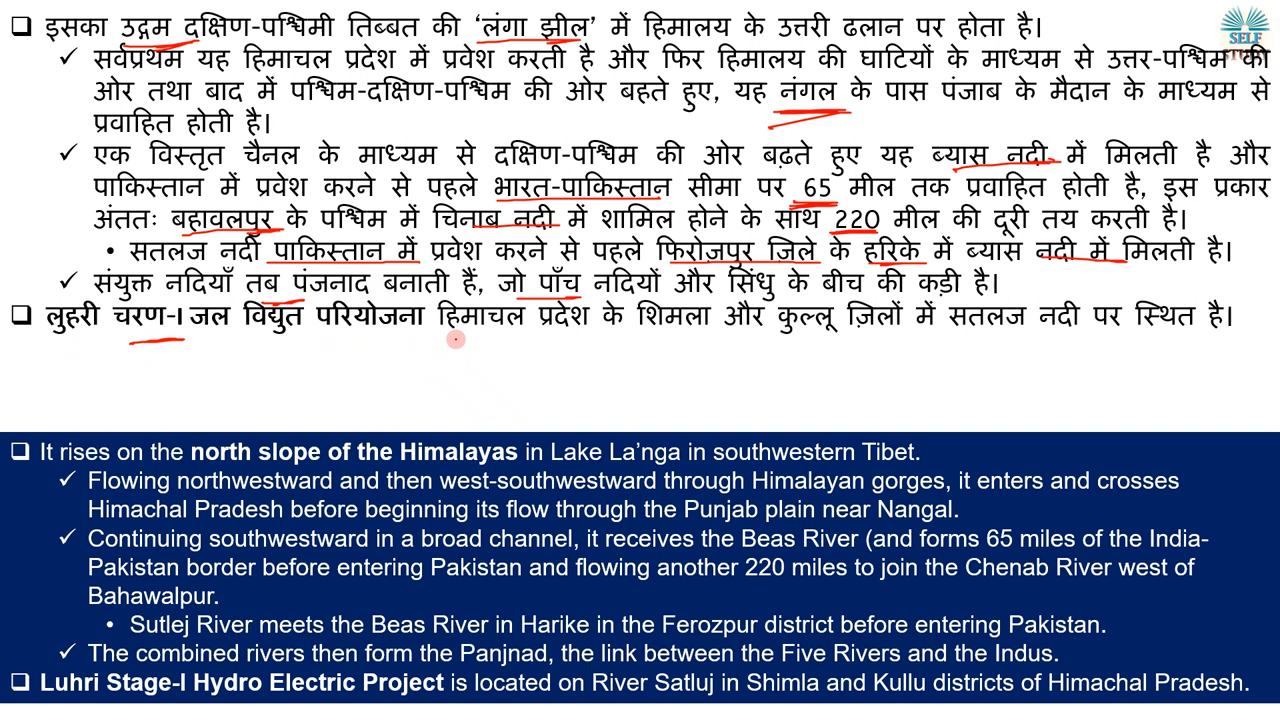 ❑ इसका उद्गम दक्षिण-पश्चिमी तिब्बत की ‘लंगा झील’ में हिमालय के उत्तरी ढलान पर होता है।
✓ सर्वप्रथम यह हिमाचल प्रदेश में प्रवेश करती है और फिर हिमालय की घाटियों के माध्यम से उत्तर-पश्चिम की
ओर तथा बाद में पश्चिम-दक्षिण-पश्चिम की ओर बहते हुए, यह नंगल के पास पंजाब के मैदान के माध्यम से
प्रवाहित होती है।
✓ एक विस्तृत चैनल के माध्यम से दक्षिण-पश्चिम की ओर बढ़ते हुए यह ब्यास नदी में मिलती है और
पाकिस्तान में प्रवेश करने से पहले भारत-पाकिस्तान सीमा पर 65 मील तक प्रवाहित होती है, इस प्रकार
अंततः बहावलपुर के पश्चिम में चिनाब नदी में शामिल होने के साथ 220 मील की दूरी तय करती है।
• सतलज नदी पाकिस्तान में प्रवेश करने से पहले फिरोज़पुर ज़िले के हरिके में ब्यास नदी में मिलती है।
✓ संयुक्त नदियाँ तब पंजनाद बनाती हैं, जो पाँच नदियों और सिंधु के बीच की कड़ी है।
❑ लुहरी चरण-I जल विद्युत परियोजना हिमाचल प्रदेश के शिमला और कुल्लू ज़िलों में सतलज नदी पर स्थित है।
SELF
STUDY
❑ It rises on the north slope of the Himalayas in Lake La’nga in southwestern Tibet.
✓ Flowing northwestward and then west-southwestward through Himalayan gorges, it enters and crosses
Himachal Pradesh before beginning its flow through the Punjab plain near Nangal.
✓ Continuing southwestward in a broad channel, it receives the Beas River (and forms 65 miles of the India-
Pakistan border before entering Pakistan and flowing another 220 miles to join the Chenab River west of
Bahawalpur.
• Sutlej River meets the Beas River in Harike in the Ferozpur district before entering Pakistan.
✓ The combined rivers then form the Panjnad, the link between the Five Rivers and the Indus.
❑ Luhri Stage-I Hydro Electric Project is located on River Satluj in Shimla and Kullu districts of Himachal Pradesh.